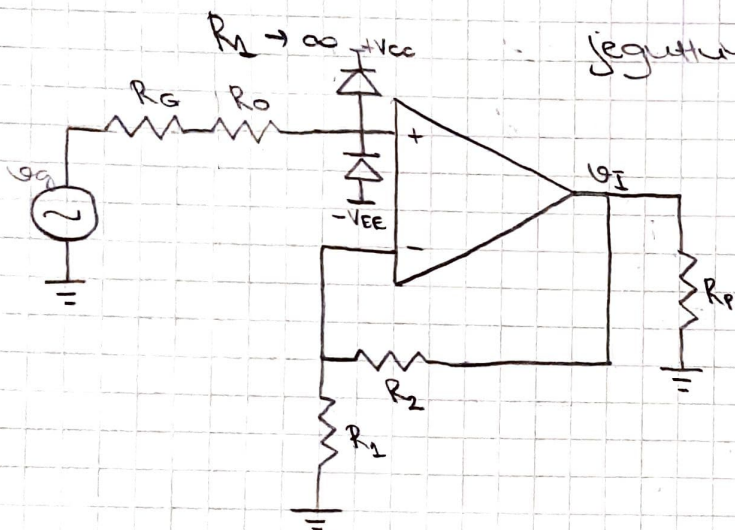 R1 → ∞
+VCC
RG
RO
+
vg
-VEE
vI
-
RP
R2
R1